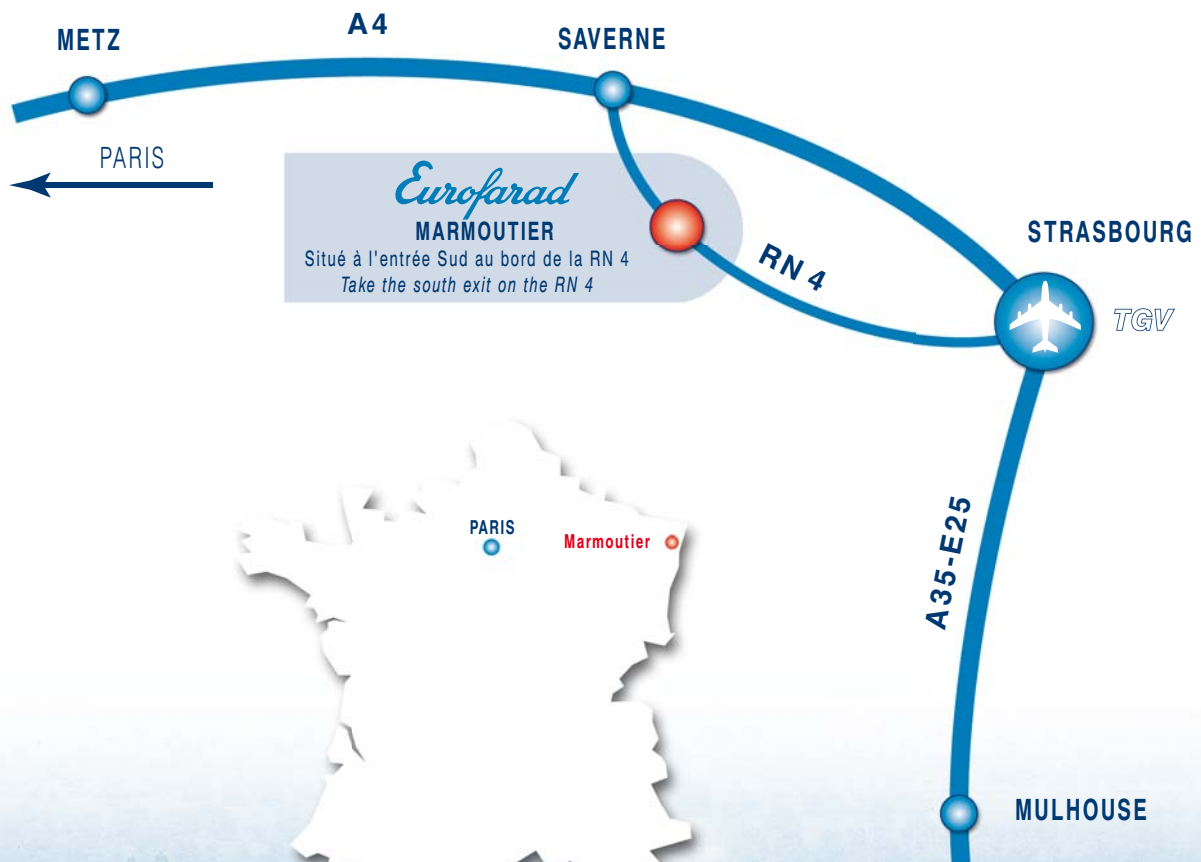 A4
METZ
SAVERNE
PARIS
Eurofarad
MARMOUTIER
Situé à l'entrée Sud au bord de la RN 4
Take the south exit on the RN 4
RN 4
STRASBOURG
TGV
PARIS
Marmoutier
A35-E25
MULHOUSE